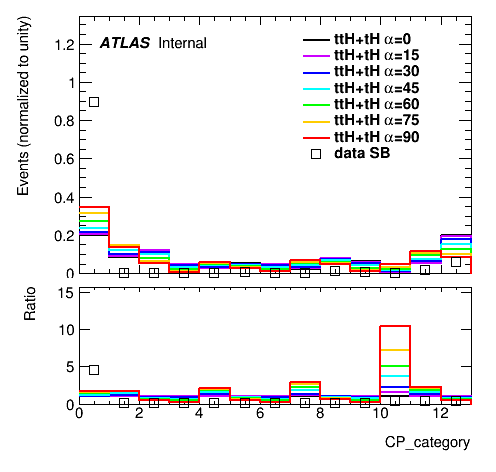 Events (normalized to unity)
1.2
1
0.8
0.6
0.4
0.2
0
ATLAS Internal
ttH+tH α=0
ttH+tH α=15
ttH+tH α=30
ttH+tH α=45
ttH+tH α=60
ttH+tH α=75
ttH+tH α=90
data SB
Ratio
15
10
5
0
0 2 4 6 8 10 12
CP_category